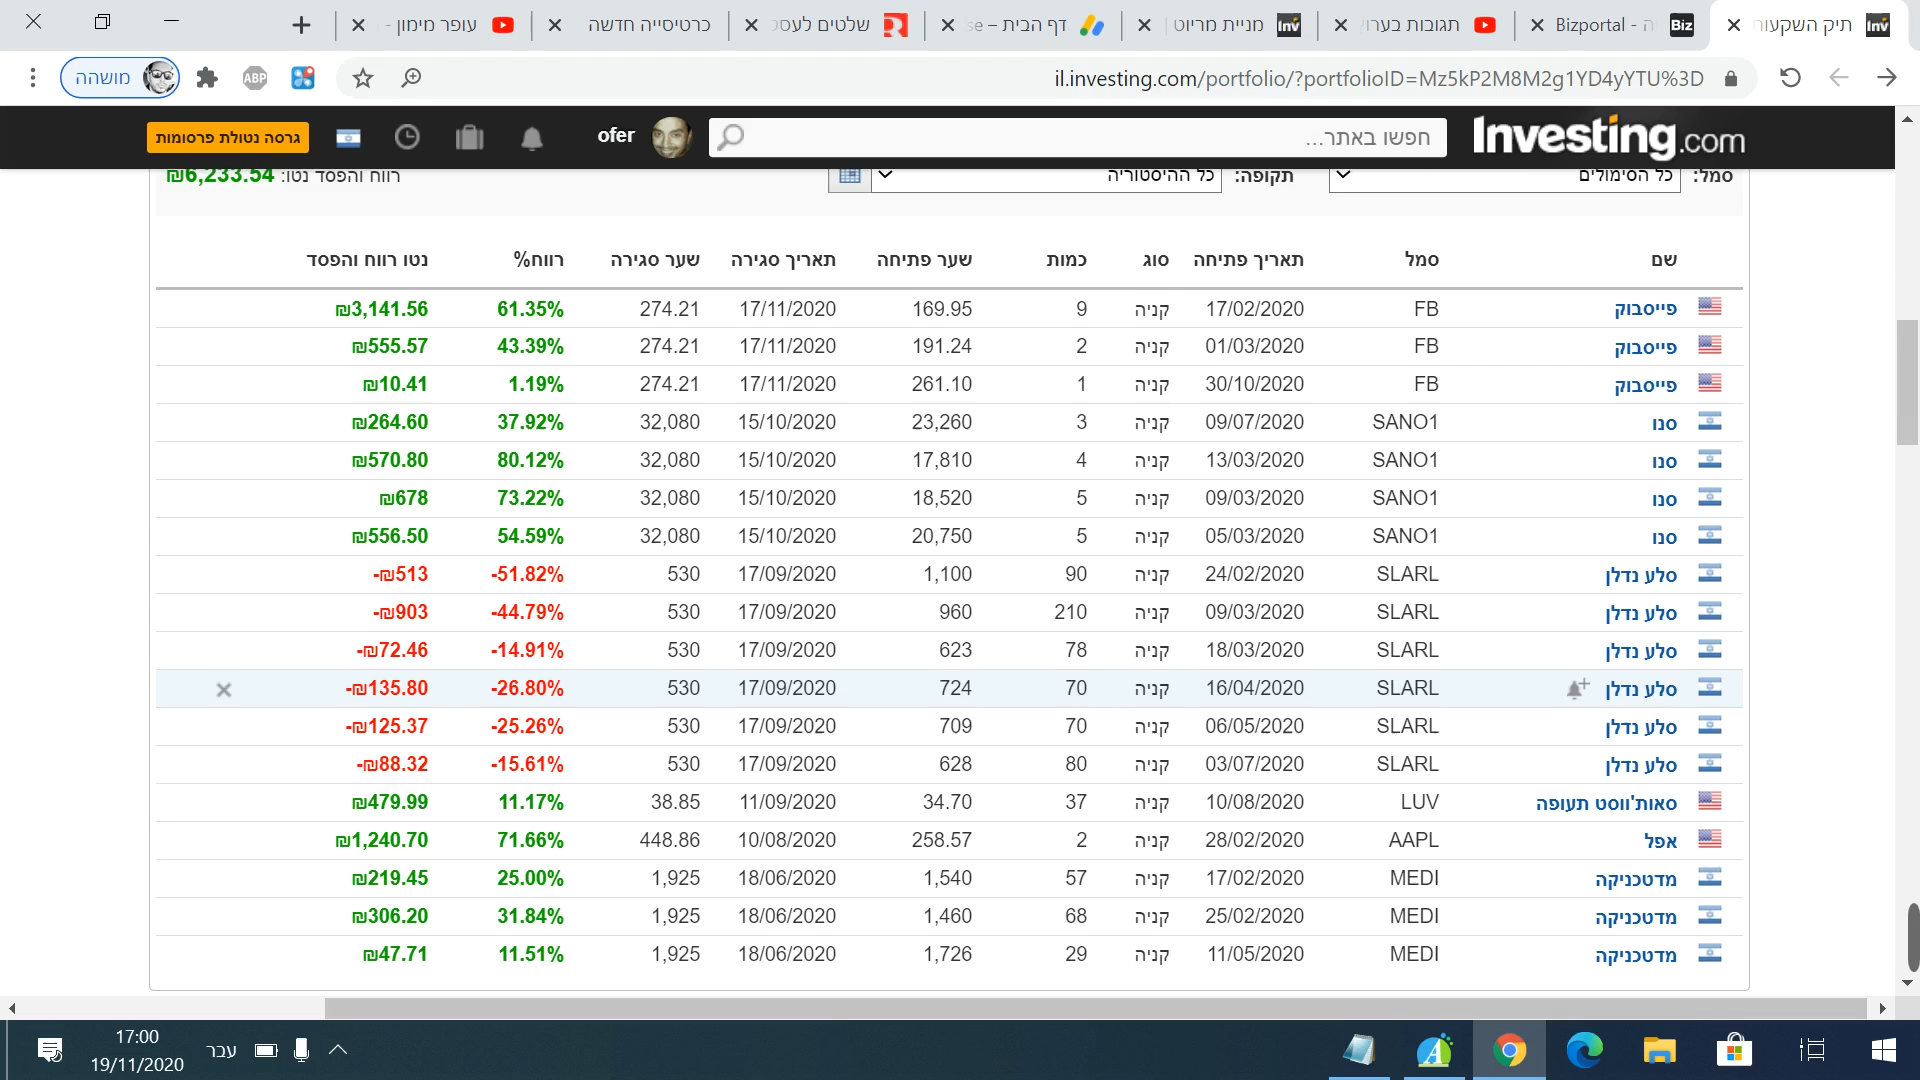 תיק השקעות
Bizportal -
תגובות בערוץ
מניית מריוט |
דף הבית –
שלטים לעסק
כרטיסייה חדשה
עופר מימון -
il.investing.com/portfolio/?portfolioID=Mz5kP2M8M2g1YD4yYTU%3D
ABP
מושהה
Investing.com
חפשו באתר...
ofer
גרסה נטולת פרסומות
סמל: כל הסימולים תקופה: כל ההיסטוריה רווח והפסד נטו: ₪6,233.54
שם סמל תאריך פתיחה סוג כמות שער פתיחה תאריך סגירה שער סגירה רווח% נטו רווח והפסד
פייסבוק FB 17/02/2020 קניה 9 169.95 17/11/2020 274.21 61.35% ₪3,141.56
פייסבוק FB 01/03/2020 קניה 2 191.24 17/11/2020 274.21 43.39% ₪555.57
פייסבוק FB 30/10/2020 קניה 1 261.10 17/11/2020 274.21 1.19% ₪10.41
סנו SANO1 09/07/2020 קניה 3 23,260 15/10/2020 32,080 37.92% ₪264.60
סנו SANO1 13/03/2020 קניה 4 17,810 15/10/2020 32,080 80.12% ₪570.80
סנו SANO1 09/03/2020 קניה 5 18,520 15/10/2020 32,080 73.22% ₪678
סנו SANO1 05/03/2020 קניה 5 20,750 15/10/2020 32,080 54.59% ₪556.50
סלע נדלן SLARL 24/02/2020 קניה 90 1,100 17/09/2020 530 -51.82% -₪513
סלע נדלן SLARL 09/03/2020 קניה 210 960 17/09/2020 530 -44.79% -₪903
סלע נדלן SLARL 18/03/2020 קניה 78 623 17/09/2020 530 -14.91% -₪72.46
סלע נדלן SLARL 16/04/2020 קניה 70 724 17/09/2020 530 -26.80% -₪135.80
סלע נדלן SLARL 06/05/2020 קניה 70 709 17/09/2020 530 -25.26% -₪125.37
סלע נדלן SLARL 03/07/2020 קניה 80 628 17/09/2020 530 -15.61% -₪88.32
סאות'ווסט תעופה LUV 10/08/2020 קניה 37 34.70 11/09/2020 38.85 11.17% ₪479.99
אפל AAPL 28/02/2020 קניה 2 258.57 10/08/2020 448.86 71.66% ₪1,240.70
מדטכניקה MEDI 17/02/2020 קניה 57 1,540 18/06/2020 1,925 25.00% ₪219.45
מדטכניקה MEDI 25/02/2020 קניה 68 1,460 18/06/2020 1,925 31.84% ₪306.20
מדטכניקה MEDI 11/05/2020 קניה 29 1,726 18/06/2020 1,925 11.51% ₪47.71
עבר
17:00
19/11/2020